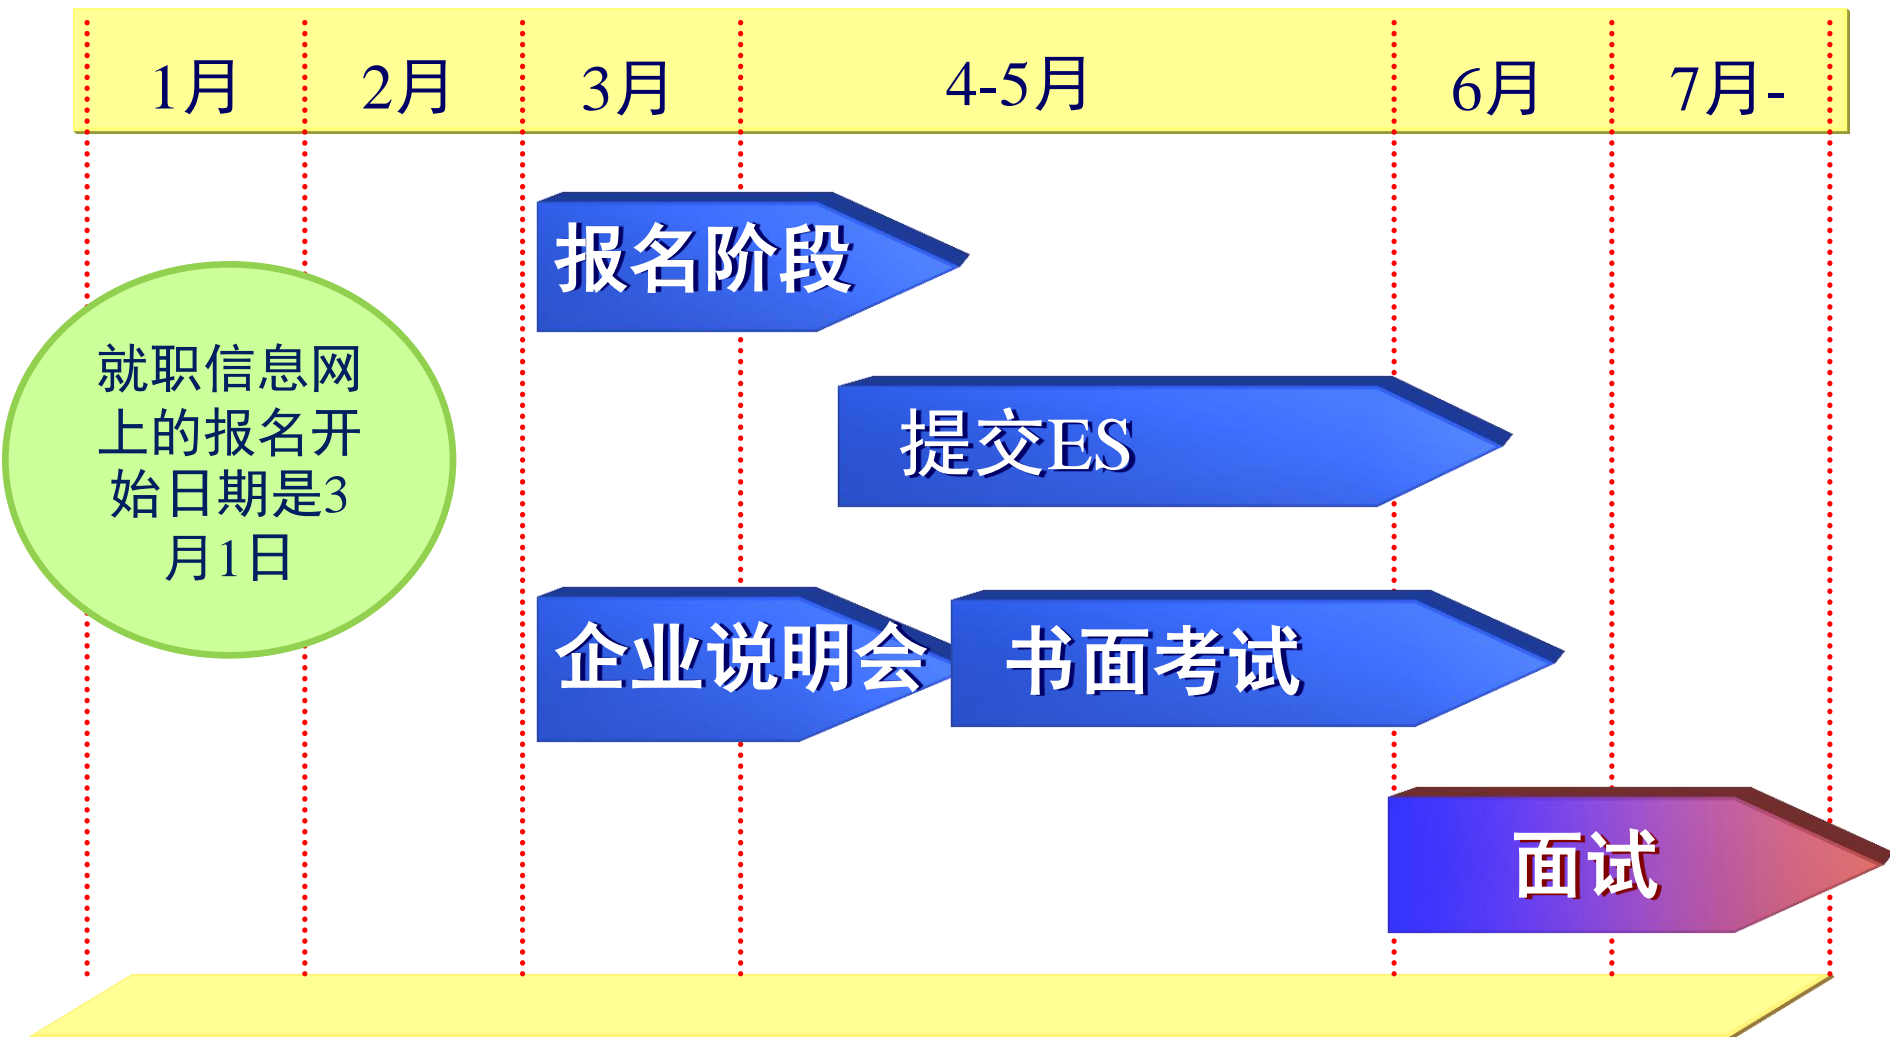 1月 2月 3月 4-5月 6月 7月-
报名阶段
就职信息网
上的报名开
始日期是3
月1日
提交ES
企业说明会
书面考试
面试